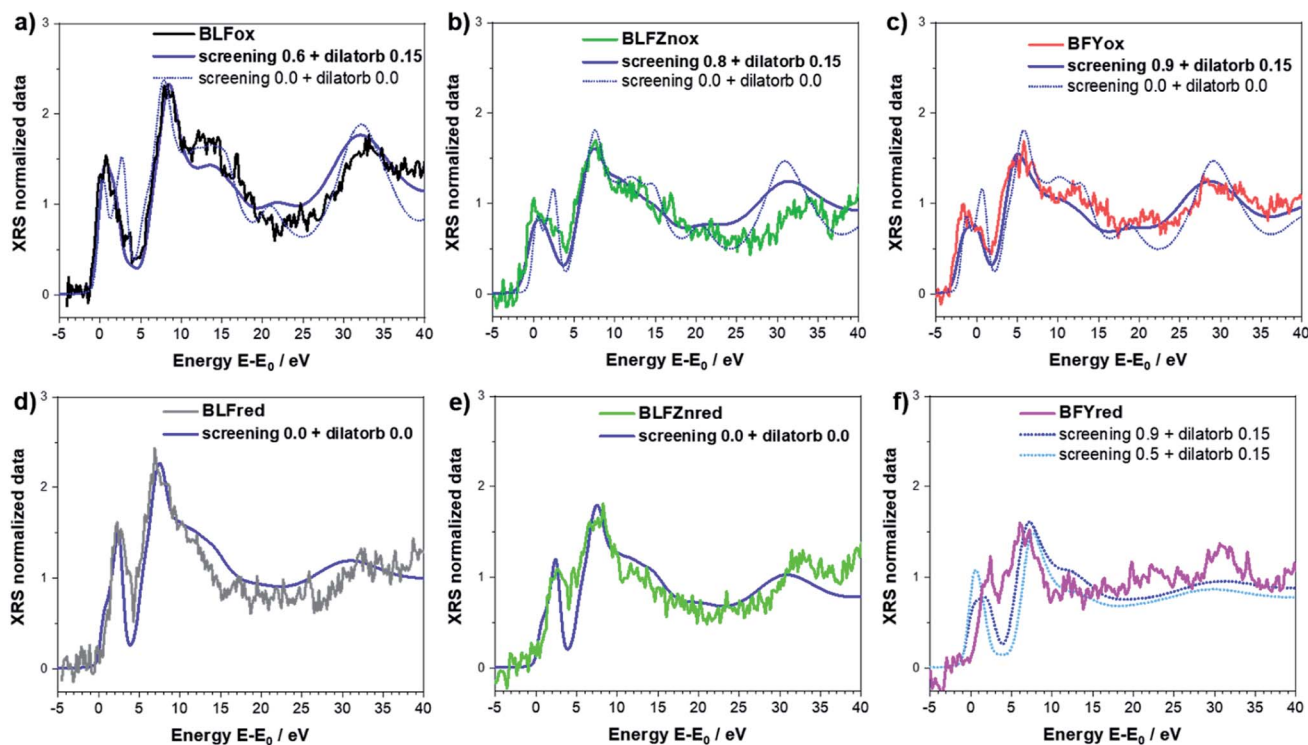 a)
3
2
1
0
XRS normalized data
BLFox
screening 0.6 + dilatorb 0.15
screening 0.0 + dilatorb 0.0
-5 0 5 10 15 20 25 30 35 40
Energy E-E₀ / eV
b)
3
2
1
0
XRS normalized data
BLFZnox
screening 0.8 + dilatorb 0.15
screening 0.0 + dilatorb 0.0
-5 0 5 10 15 20 25 30 35 40
Energy E-E₀ / eV
c)
3
2
1
0
XRS normalized data
BFYox
screening 0.9 + dilatorb 0.15
screening 0.0 + dilatorb 0.0
-5 0 5 10 15 20 25 30 35 40
Energy E-E₀ / eV
d)
3
2
1
0
XRS normalized data
BLFred
screening 0.0 + dilatorb 0.0
-5 0 5 10 15 20 25 30 35 40
Energy E-E₀ / eV
e)
3
2
1
0
XRS normalized data
BLFZnred
screening 0.0 + dilatorb 0.0
-5 0 5 10 15 20 25 30 35 40
Energy E-E₀ / eV
f)
3
2
1
0
XRS normalized data
BFYred
screening 0.9 + dilatorb 0.15
screening 0.5 + dilatorb 0.15
-5 0 5 10 15 20 25 30 35 40
Energy E-E₀ / eV